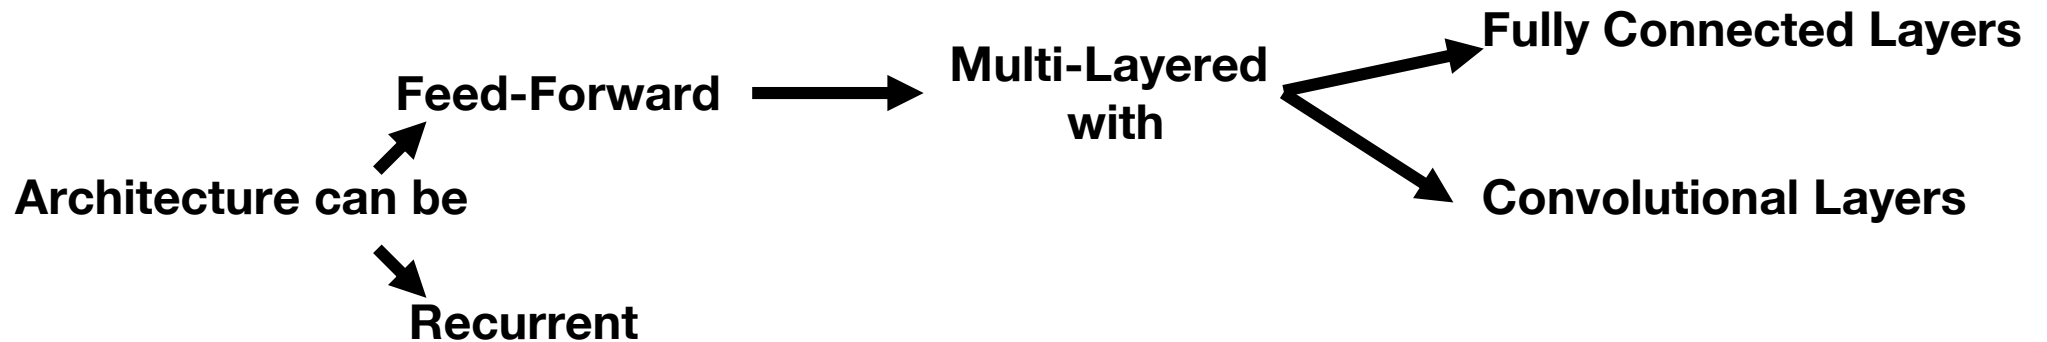 Fully Connected Layers
Multi-Layered
with
Feed-Forward
Architecture can be
Convolutional Layers
Recurrent